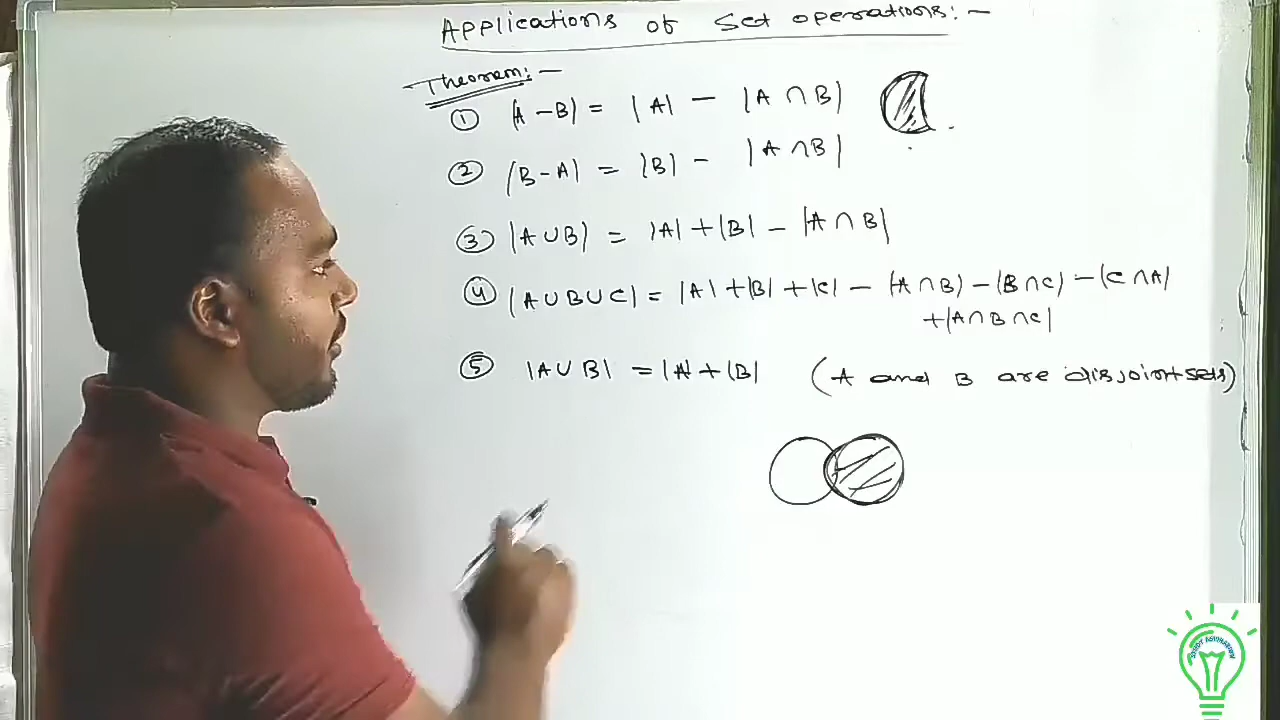 Applications of Set operations:-
Theorem:-
① |A-B| = |A| - |A ∩ B|
② |B-A| = |B| - |A ∩ B|
③ |A ∪ B| = |A| + |B| - |A ∩ B|
④ |A ∪ B ∪ C| = |A| + |B| + |C| - |A ∩ B| - |B ∩ C| - |C ∩ A|
+ |A ∩ B ∩ C|
⑤ |A ∪ B| = |A| + |B| (A and B are disjoint sets)